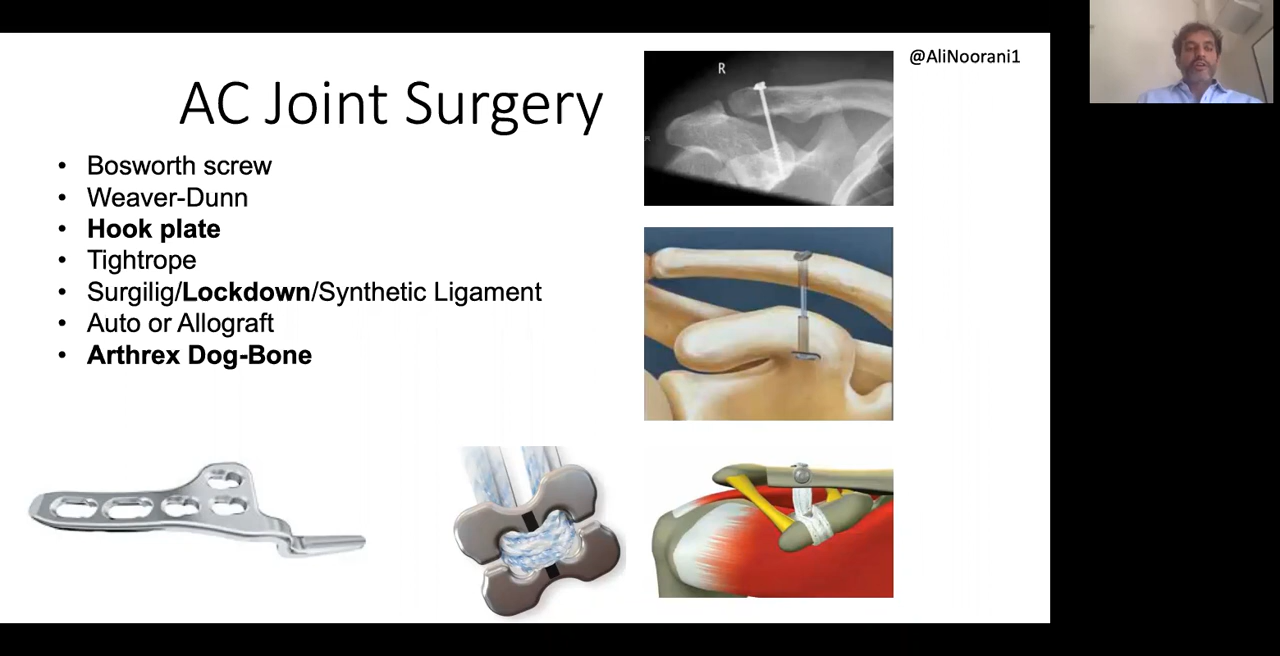 @AliNoorani1
AC Joint Surgery
R
• Bosworth screw
• Weaver-Dunn
• Hook plate
• Tightrope
• Surgilig/Lockdown/Synthetic Ligament
• Auto or Allograft
• Arthrex Dog-Bone